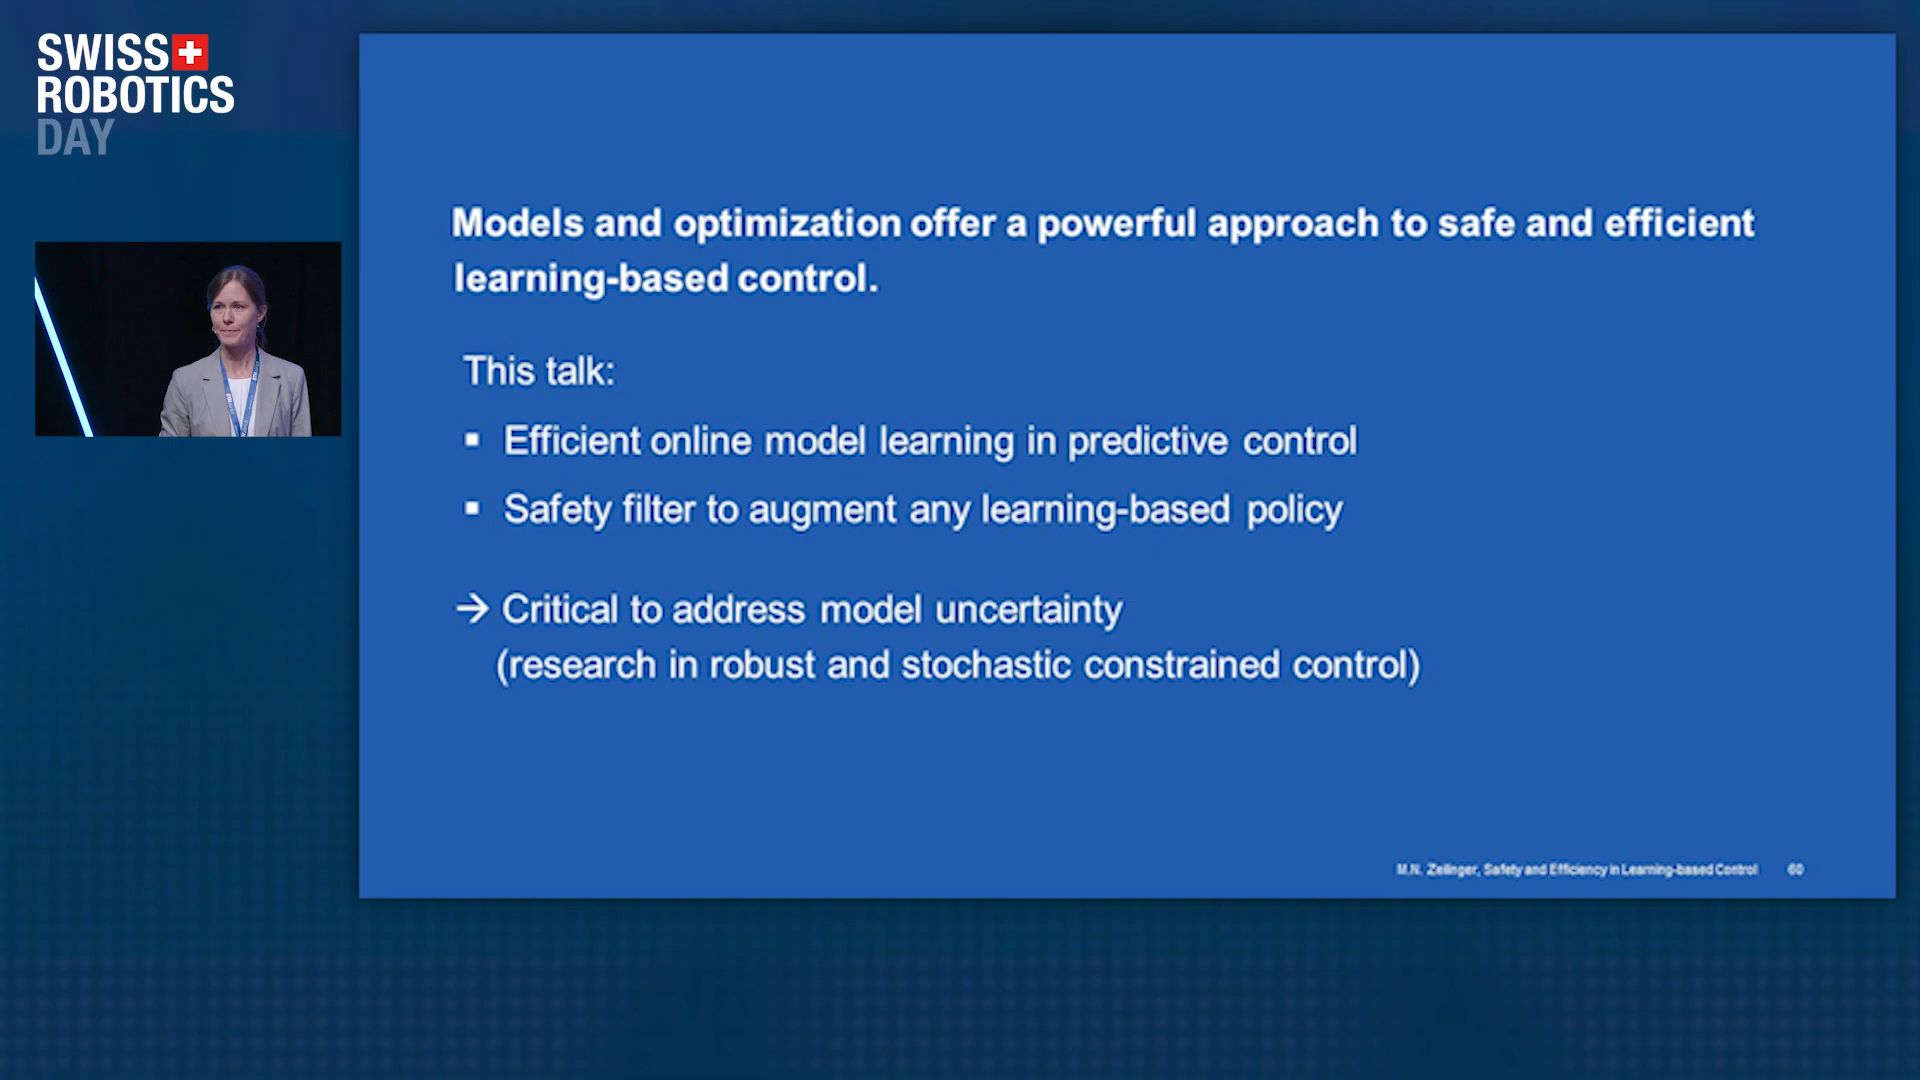 SWISS
ROBOTICS
DAY
Models and optimization offer a powerful approach to safe and efficient
learning-based control.
This talk:
▪ Efficient online model learning in predictive control
▪ Safety filter to augment any learning-based policy
→ Critical to address model uncertainty
(research in robust and stochastic constrained control)
M.N. Zeilinger, Safety and Efficiency in Learning-based Control 60